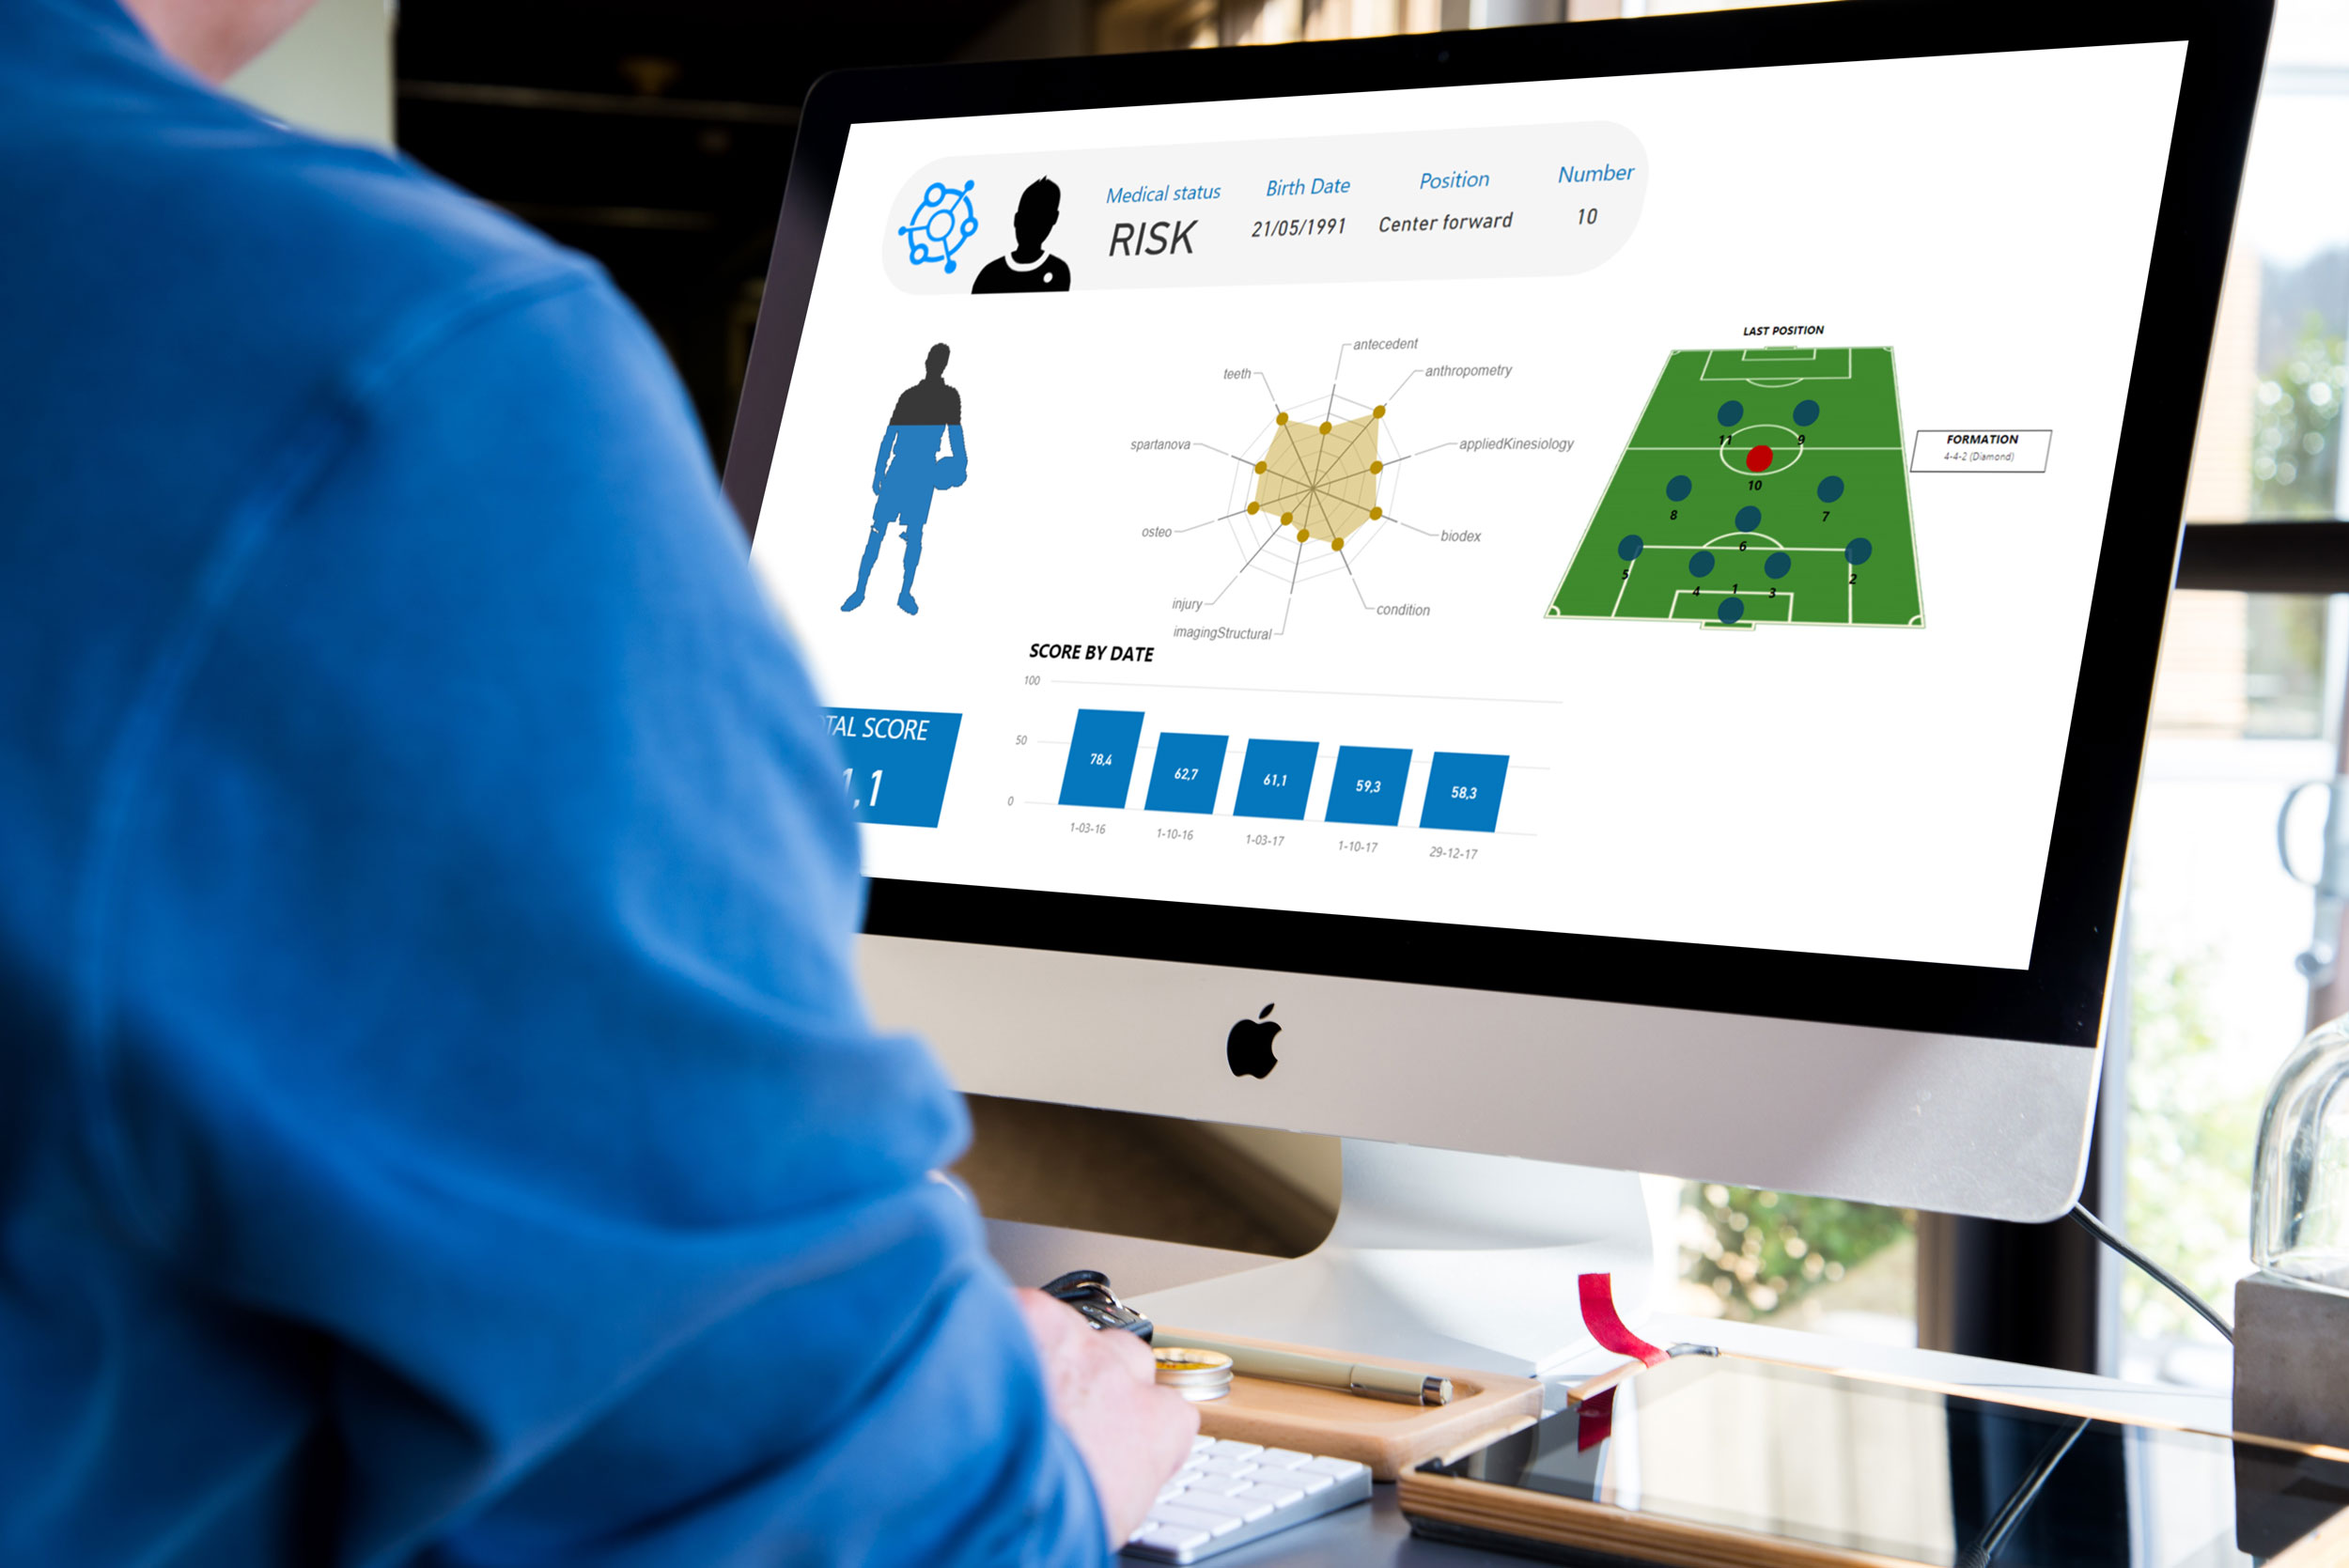 Medical status
RISK
Birth Date
21/05/1991
Position
Center forward
Number
10
antecedent
anthropometry
appliedKinesiology
biodex
condition
imagingStructural
injury
osteo
spartanova
teeth
LAST POSITION
11
9
10
8
7
6
5
4
1
3
2
FORMATION
4-4-2 (Diamond)
TAL SCORE
,1
SCORE BY DATE
100
50
0
78,4
62,7
61,1
59,3
58,3
1-03-16
1-10-16
1-03-17
1-10-17
29-12-17